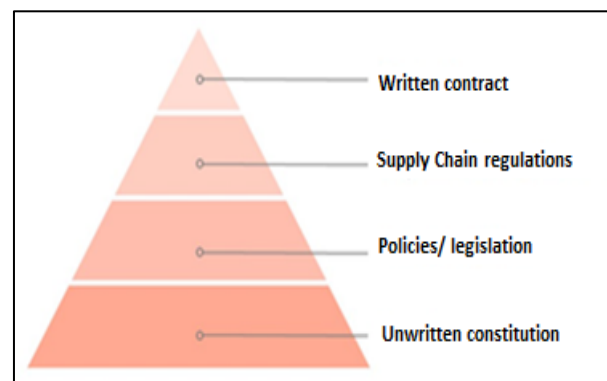 Written contract
Supply Chain regulations
Policies/ legislation
Unwritten constitution